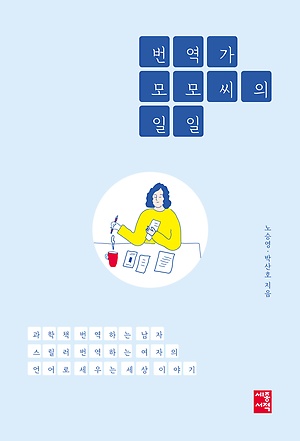 번역가
모모씨의
일일
노승영·박산호 지음
과학책 번역하는 남자
스릴러 번역하는 여자의
언어로 세우는 세상 이야기
세종
서적